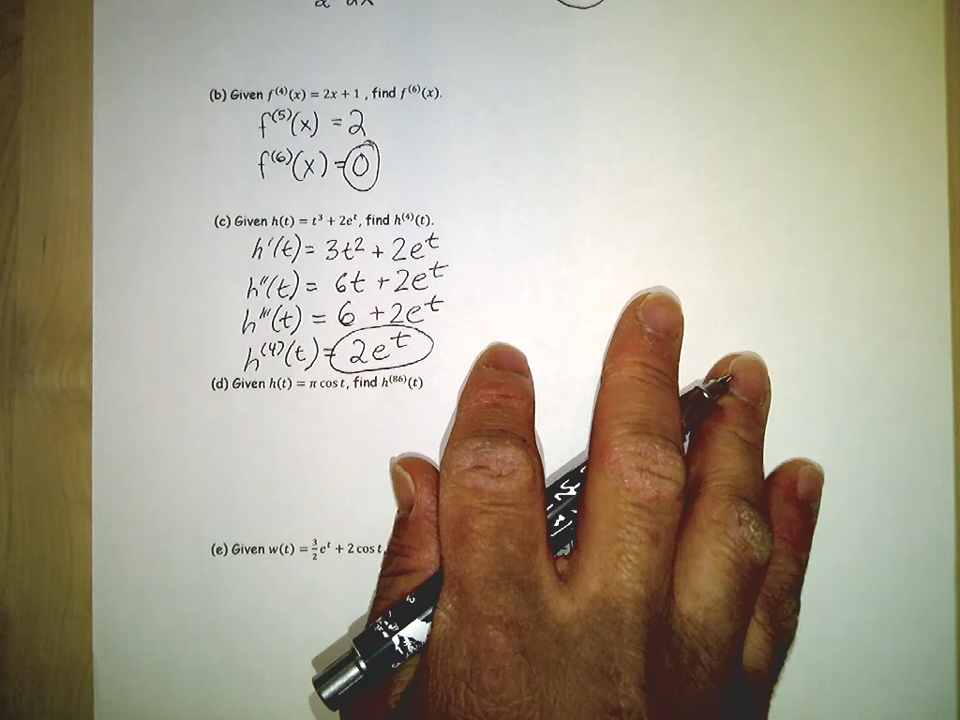 (b) Given f⁽⁴⁾(x) = 2x + 1 , find f⁽⁶⁾(x).
f⁽⁵⁾(x) = 2
f⁽⁶⁾(x) = 0
(c) Given h(t) = t³ + 2eᵗ, find h⁽⁴⁾(t).
h'(t) = 3t² + 2eᵗ
h''(t) = 6t + 2eᵗ
h'''(t) = 6 + 2eᵗ
h⁽⁴⁾(t) = 2eᵗ
(d) Given h(t) = π cos t, find h⁽⁸⁶⁾(t)
(e) Given w(t) = 3/2 eᵗ + 2 cos t,